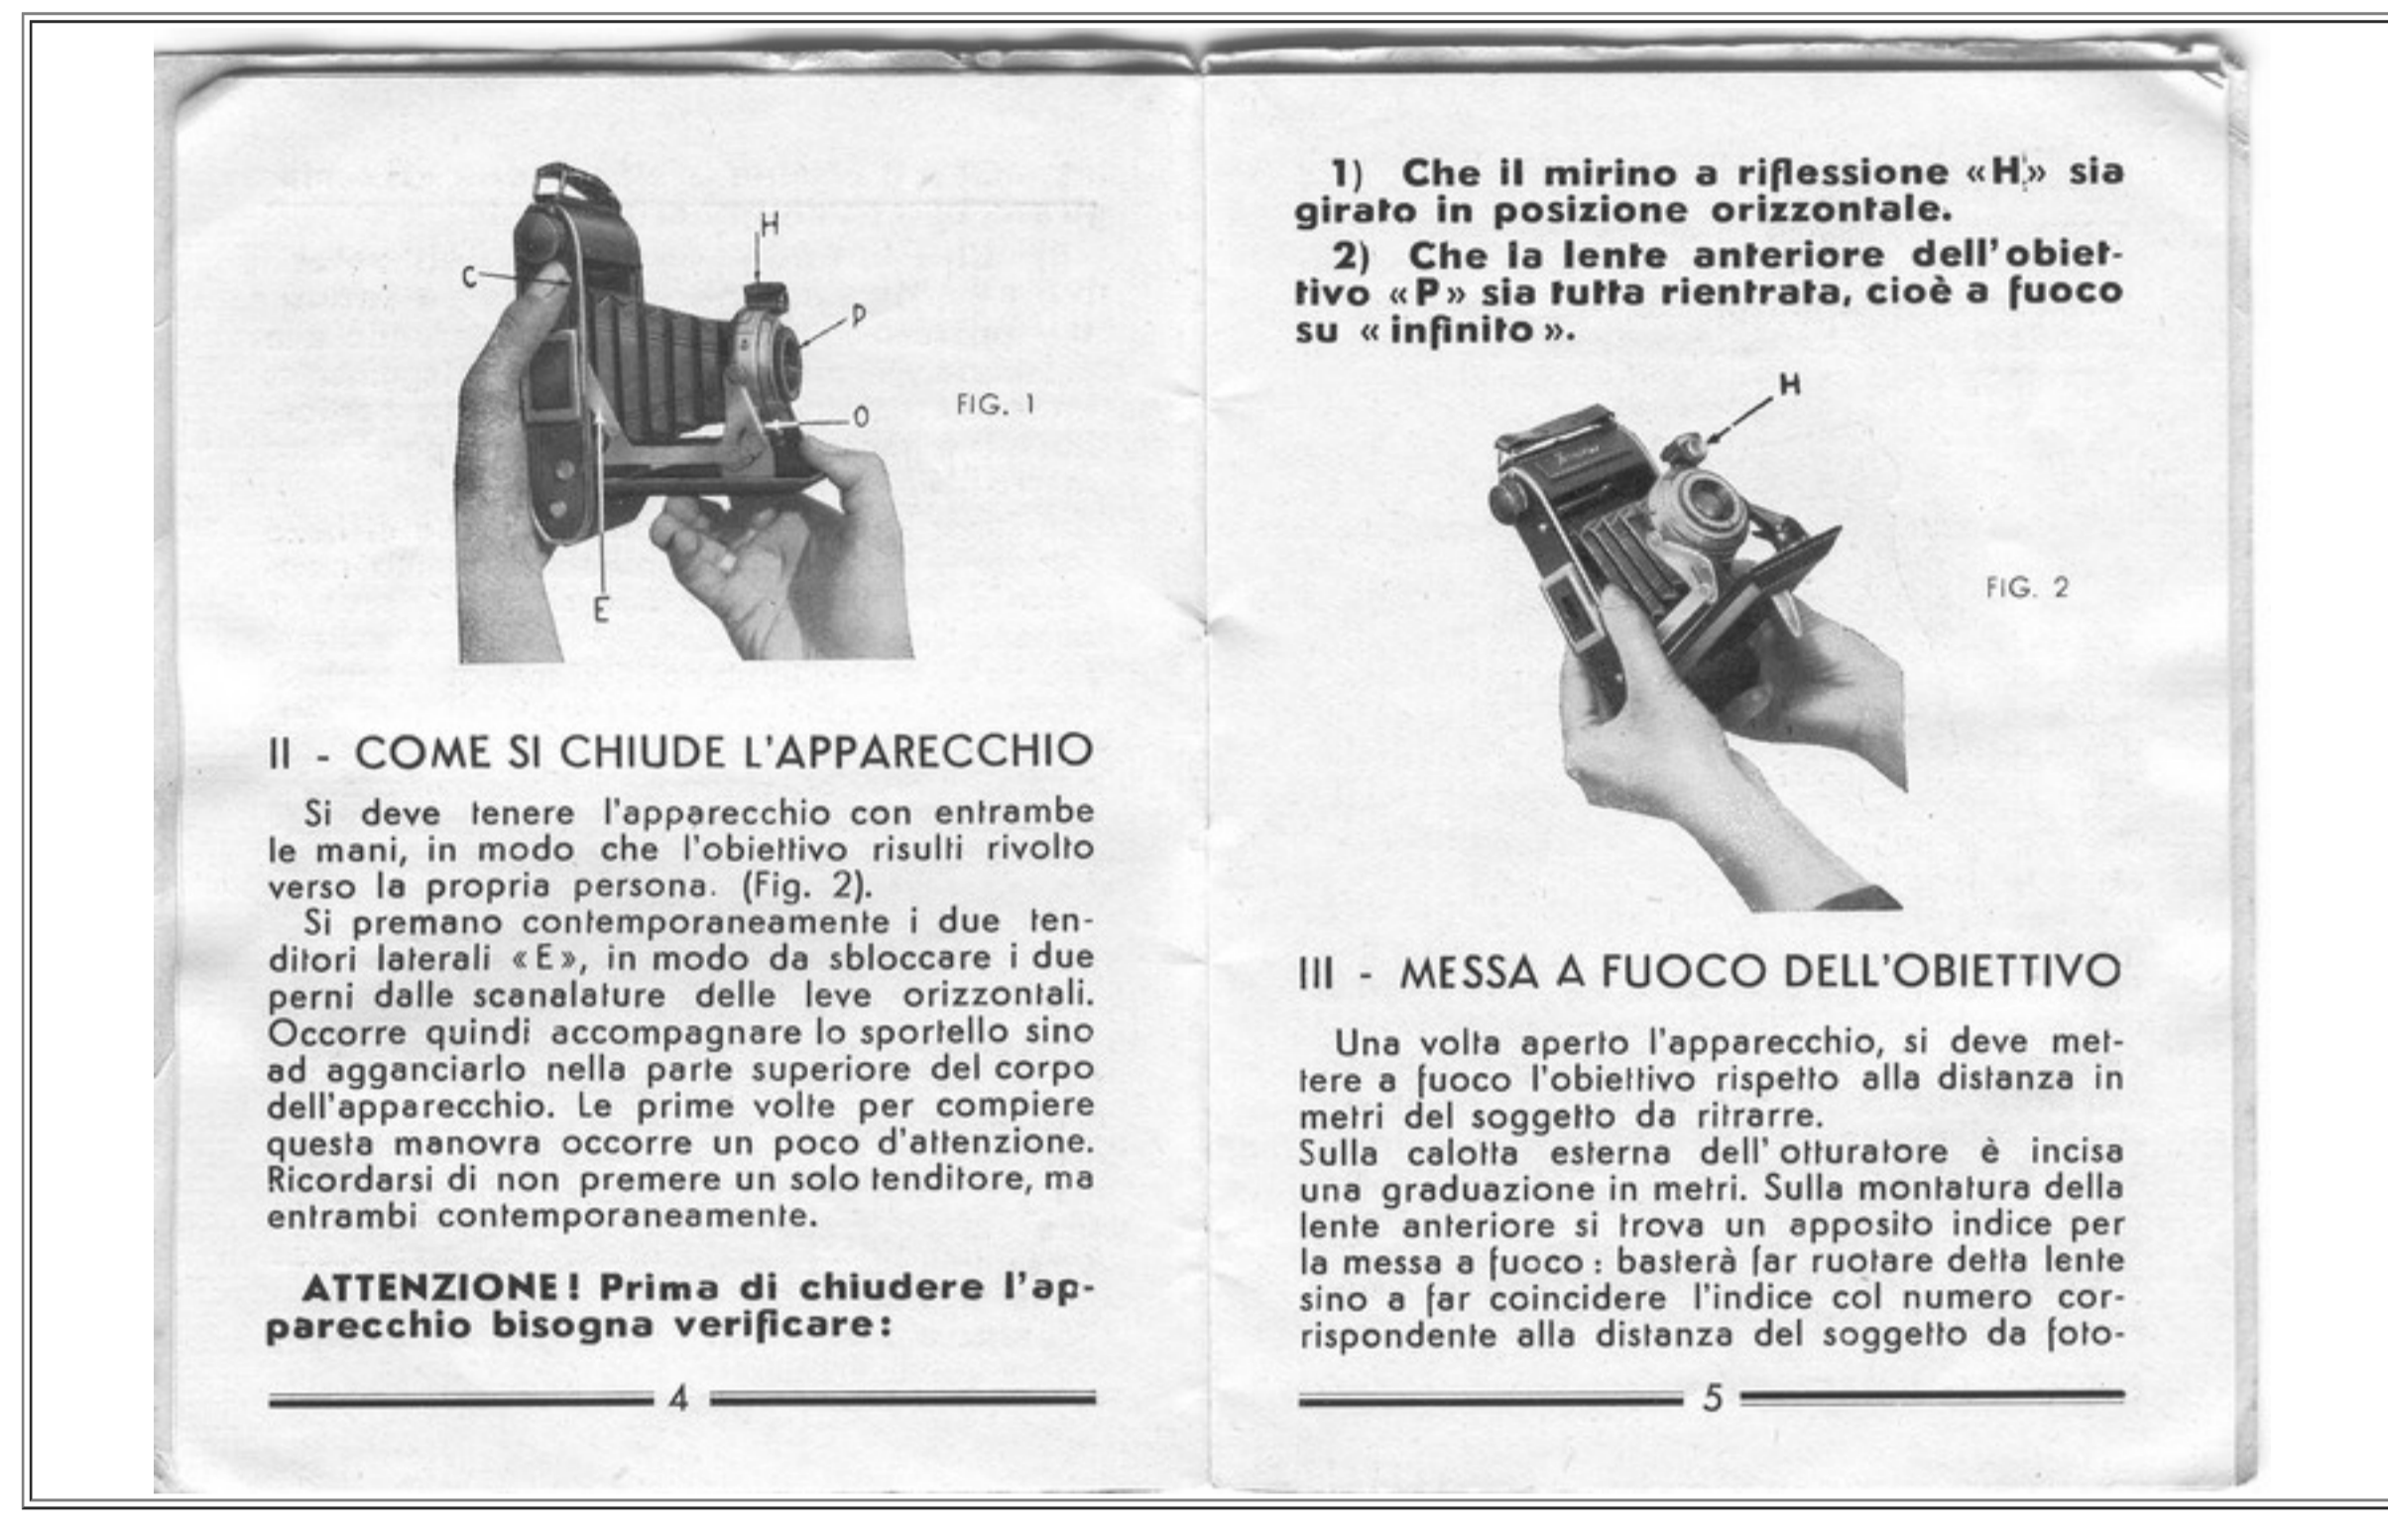 H
C
P
O
FIG. 1
E
II - COME SI CHIUDE L'APPARECCHIO
Si deve tenere l'apparecchio con entrambe
le mani, in modo che l'obiettivo risulti rivolto
verso la propria persona. (Fig. 2).
Si premano contemporaneamente i due ten-
ditori laterali «E», in modo da sbloccare i due
perni dalle scanalature delle leve orizzontali.
Occorre quindi accompagnare lo sportello sino
ad agganciarlo nella parte superiore del corpo
dell'apparecchio. Le prime volte per compiere
questa manovra occorre un poco d'attenzione.
Ricordarsi di non premere un solo tenditore, ma
entrambi contemporaneamente.
ATTENZIONE! Prima di chiudere l'ap-
parecchio bisogna verificare:
4
1) Che il mirino a riflessione «H» sia
girato in posizione orizzontale.
2) Che la lente anteriore dell'obiet-
tivo «P» sia tutta rientrata, cioè a fuoco
su « infinito ».
H
FIG. 2
III - MESSA A FUOCO DELL'OBIETTIVO
Una volta aperto l'apparecchio, si deve met-
tere a fuoco l'obiettivo rispetto alla distanza in
metri del soggetto da ritrarre.
Sulla calotta esterna dell' otturatore è incisa
una graduazione in metri. Sulla montatura della
lente anteriore si trova un apposito indice per
la messa a fuoco : basterà far ruotare detta lente
sino a far coincidere l'indice col numero cor-
rispondente alla distanza del soggetto da foto-
5